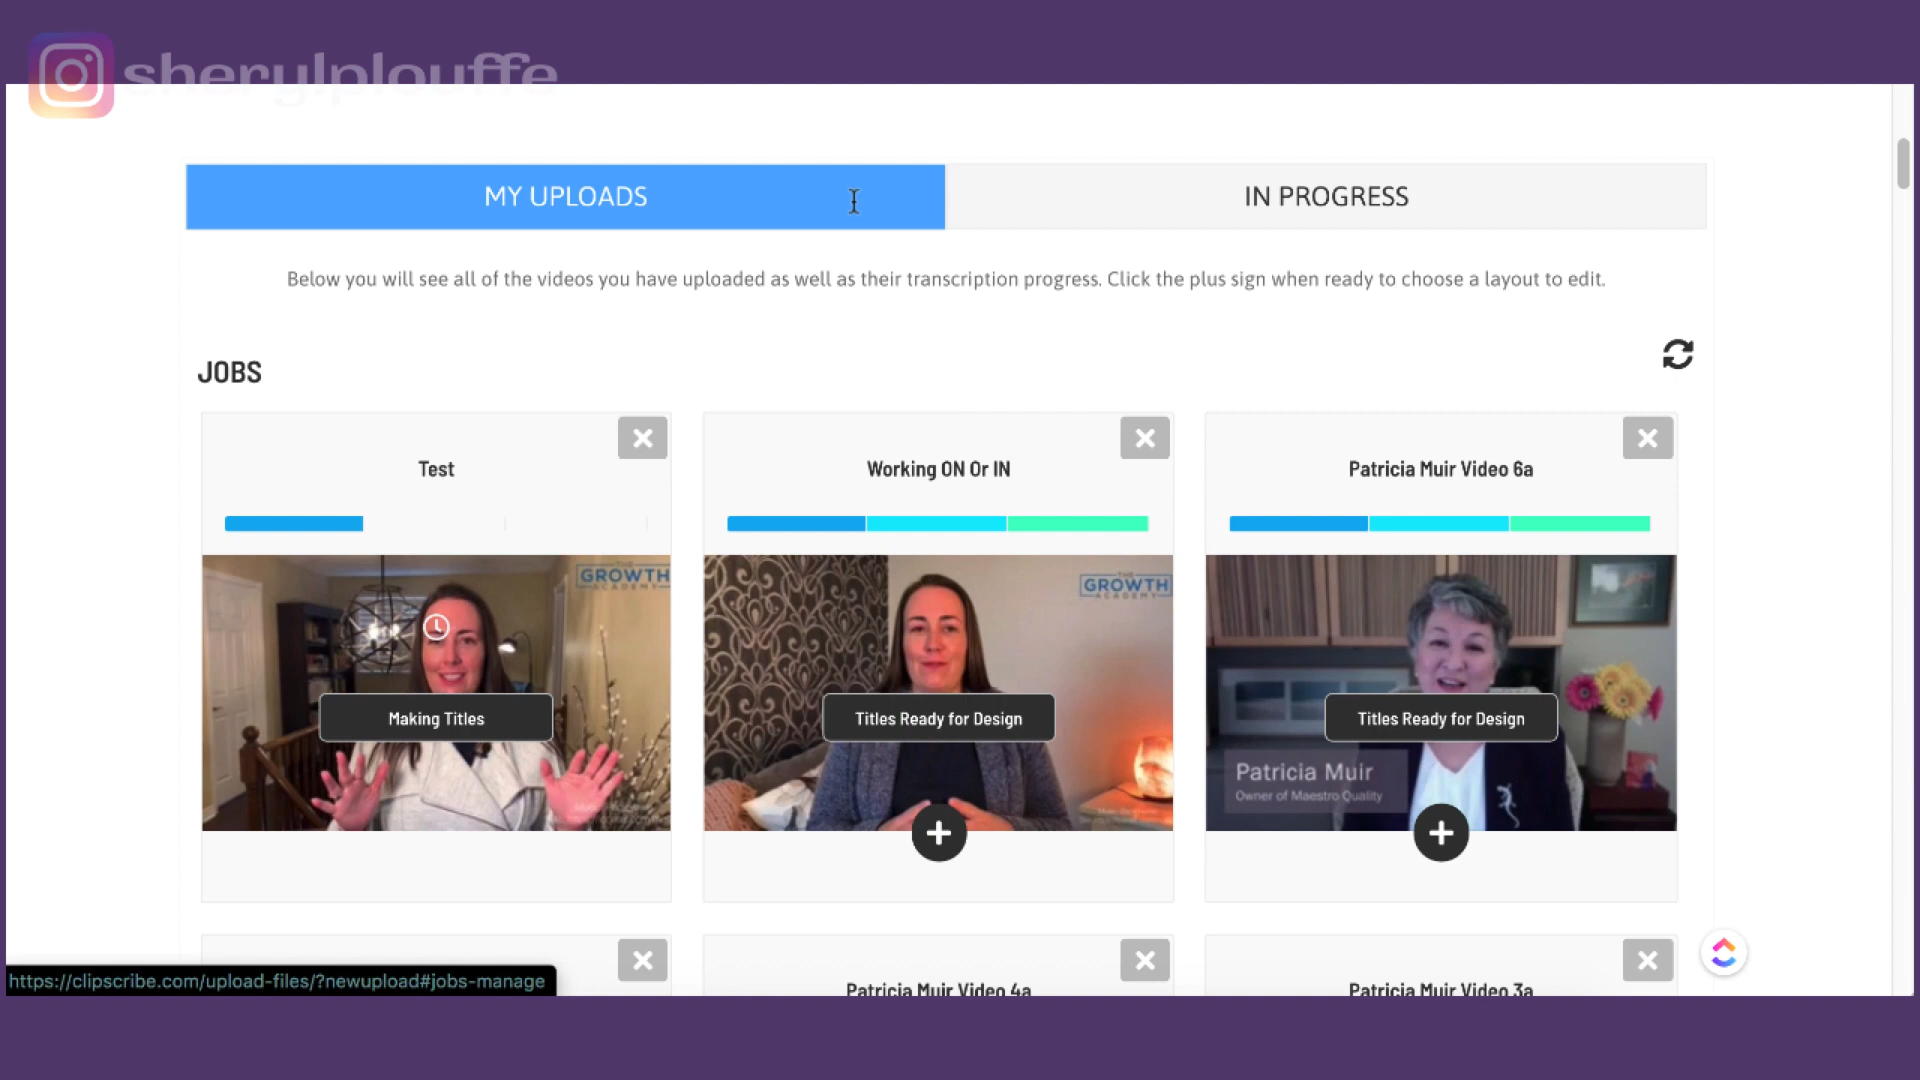 sherylplouffe
MY UPLOADS
IN PROGRESS
Below you will see all of the videos you have uploaded as well as their transcription progress. Click the plus sign when ready to choose a layout to edit.
JOBS
Test
Working ON Or IN
Patricia Muir Video 6a
THE
GROWTH
ACADEMY
THE
GROWTH
ACADEMY
Making Titles
Titles Ready for Design
Titles Ready for Design
Patricia Muir
Owner of Maestro Quality
https://clipscribe.com/upload-files/?newupload#jobs-manage
Patricia Muir Video 4a
Patricia Muir Video 3a